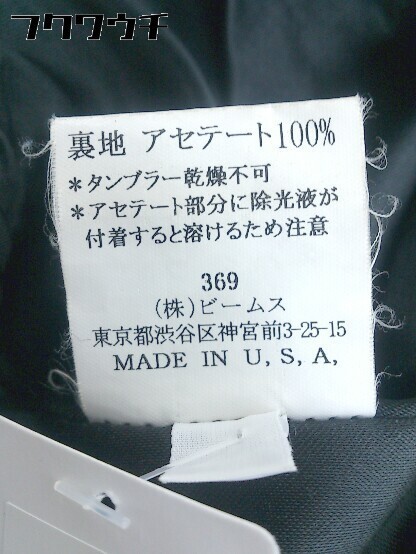 フクウウチ
裏地 アセテート100%
*タンブラー乾燥不可
*アセテート部分に除光液が
付着すると溶けるため注意
369
(株)ビームス
東京都渋谷区神宮前3-25-15
MADE IN U, S, A,